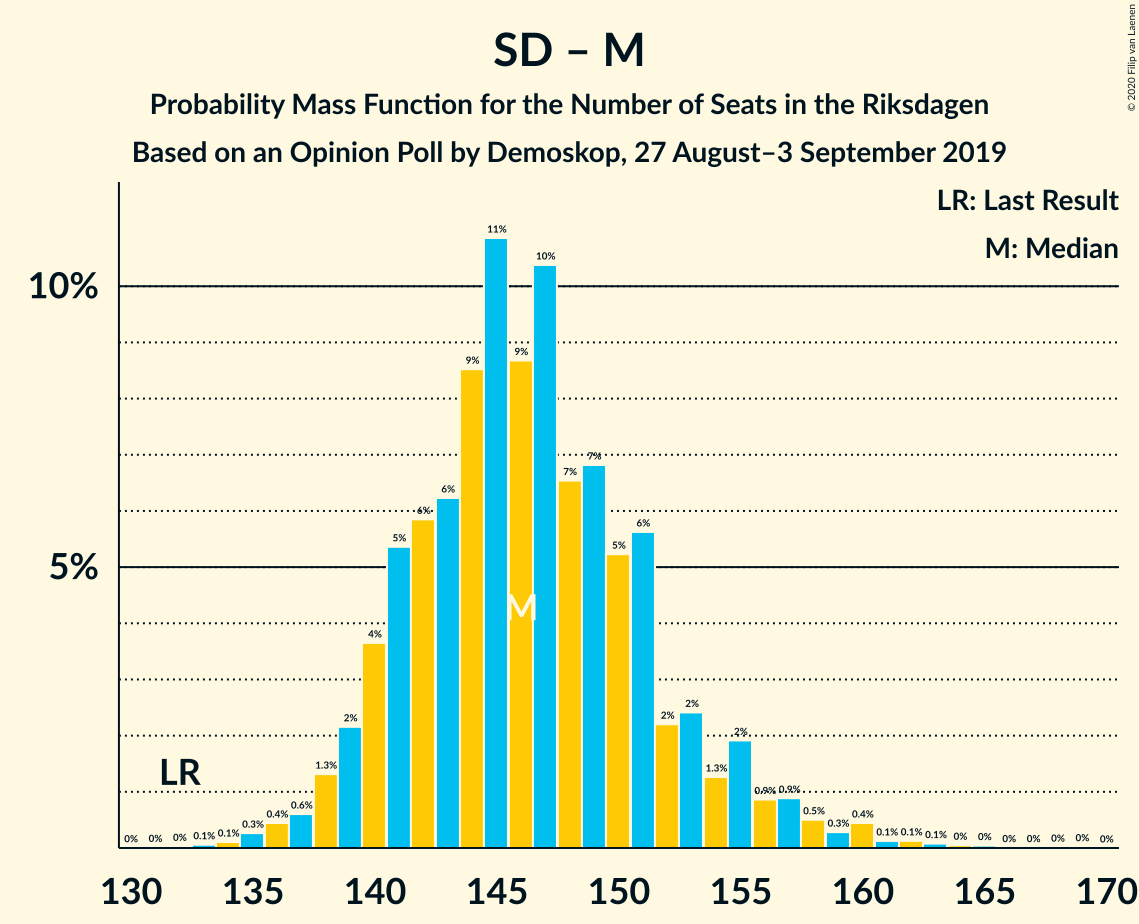 SD – M
Probability Mass Function for the Number of Seats in the Riksdagen
Based on an Opinion Poll by Demoskop, 27 August–3 September 2019
© 2020 Filip van Laenen
LR: Last Result
M: Median
10%
5%
LR
M
0% 0% 0% 0.1% 0.1% 0.3% 0.4% 0.6% 1.3% 2% 4% 5% 6% 6% 9% 11% 9% 10% 7% 7% 5% 6% 2% 2% 1.3% 2% 0.9% 0.9% 0.5% 0.3% 0.4% 0.1% 0.1% 0.1% 0% 0% 0% 0% 0% 0% 0%
130 135 140 145 150 155 160 165 170